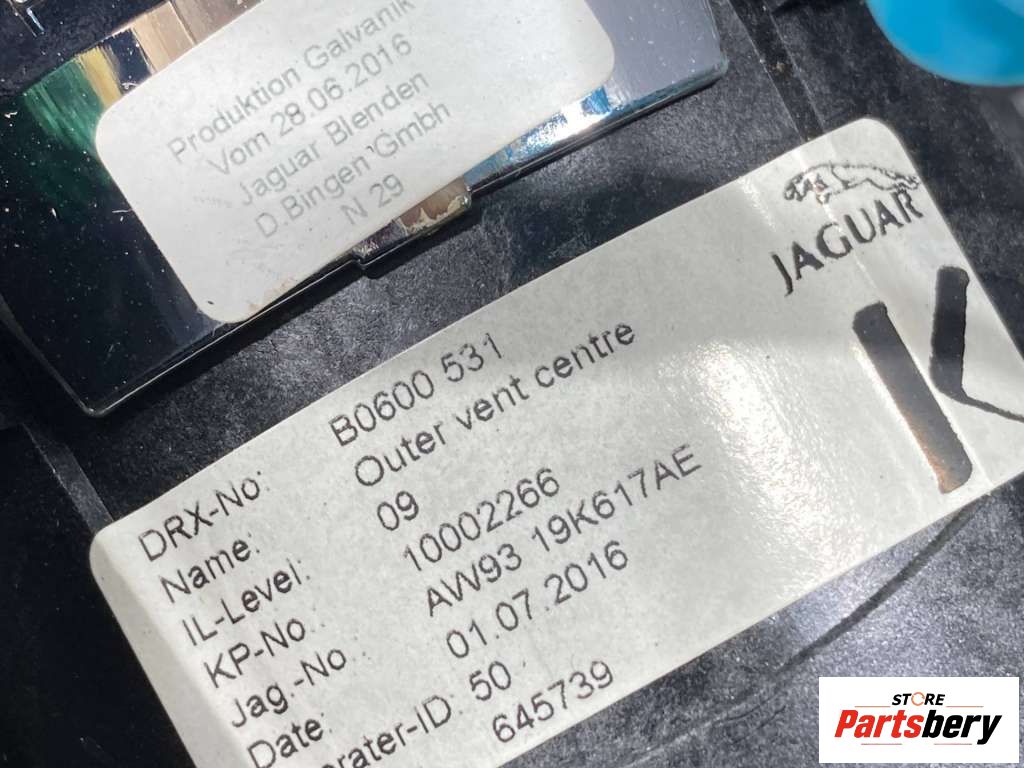 Produktion Galvanik
Vom 28.06.2016
Jaguar Blenden
D.Bingen Gmbh
N 29
JAGUAR
DRX-No: B0600 531
Name: Outer vent centre
IL-Level: 09
KP-No.: 10002266
Jag.-No.: AW93 19K617AE
Date: 01.07.2016
erater-ID: 50
645739
STORE
Partsbery